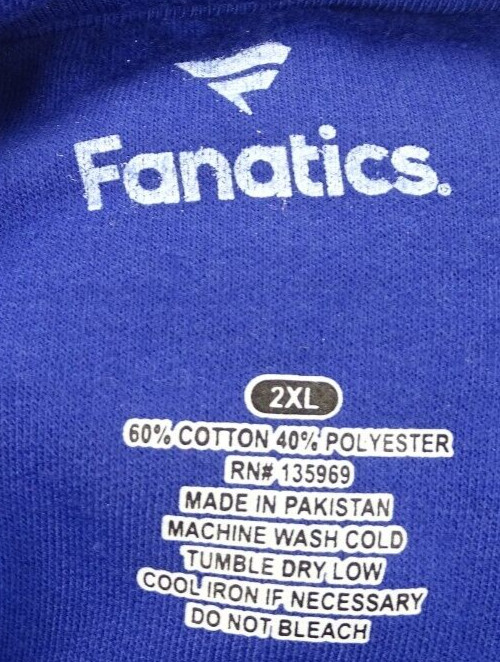 Fanatics.
2XL
60% COTTON 40% POLYESTER
RN# 135969
MADE IN PAKISTAN
MACHINE WASH COLD
TUMBLE DRY LOW
COOL IRON IF NECESSARY
DO NOT BLEACH